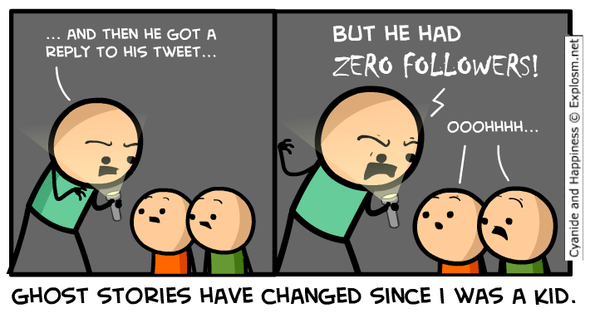 ... AND THEN HE GOT A
REPLY TO HIS TWEET...
BUT HE HAD
ZERO FOLLOWERS!
OOOHHHH...
Cyanide and Happiness © Explosm.net
GHOST STORIES HAVE CHANGED SINCE I WAS A KID.